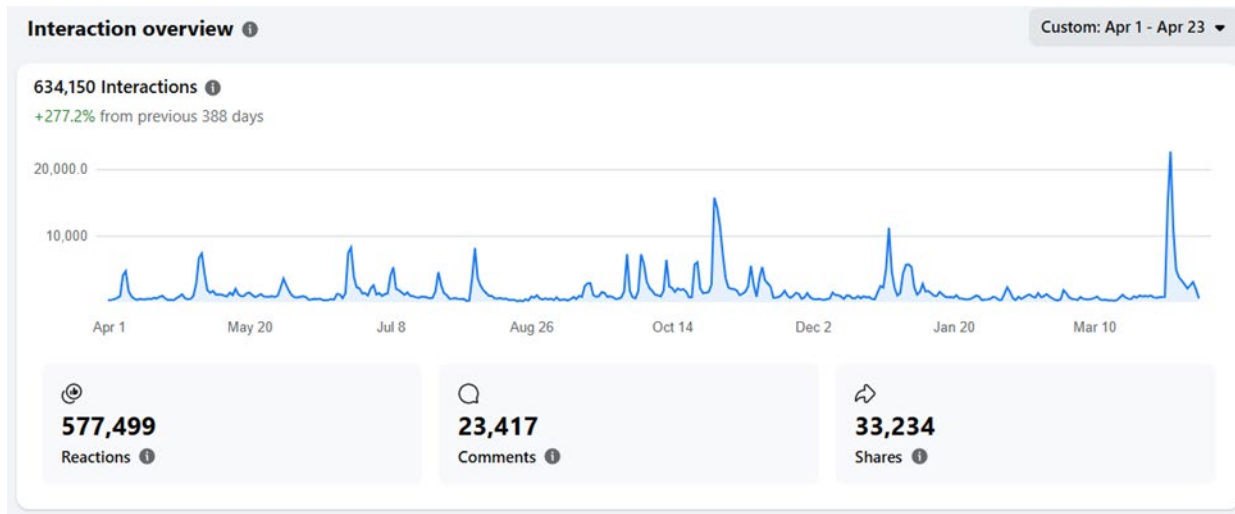 Interaction overview
Custom: Apr 1 - Apr 23
634,150 Interactions
+277.2% from previous 388 days
20,000.0
10,000
Apr 1 May 20 Jul 8 Aug 26 Oct 14 Dec 2 Jan 20 Mar 10
577,499
Reactions
23,417
Comments
33,234
Shares